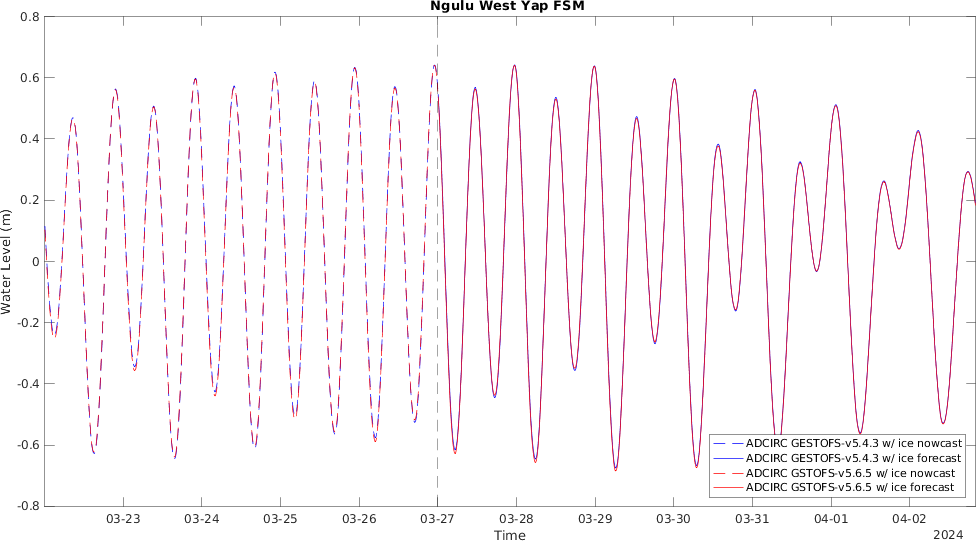 Ngulu West Yap FSM
0.8
0.6
0.4
0.2
0
-0.2
-0.4
-0.6
-0.8
Water Level (m)
ADCIRC GESTOFS-v5.4.3 w/ ice nowcast
ADCIRC GESTOFS-v5.4.3 w/ ice forecast
ADCIRC GSTOFS-v5.6.5 w/ ice nowcast
ADCIRC GSTOFS-v5.6.5 w/ ice forecast
03-23 03-24 03-25 03-26 03-27 03-28 03-29 03-30 03-31 04-01 04-02
Time
2024